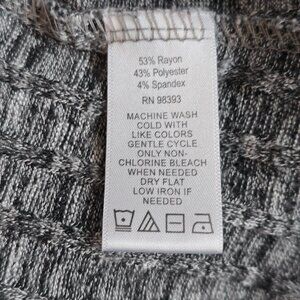 53% Rayon
43% Polyester
4% Spandex
RN 98393
MACHINE WASH
COLD WITH
LIKE COLORS
GENTLE CYCLE
ONLY NON-
CHLORINE BLEACH
WHEN NEEDED
DRY FLAT
LOW IRON IF
NEEDED